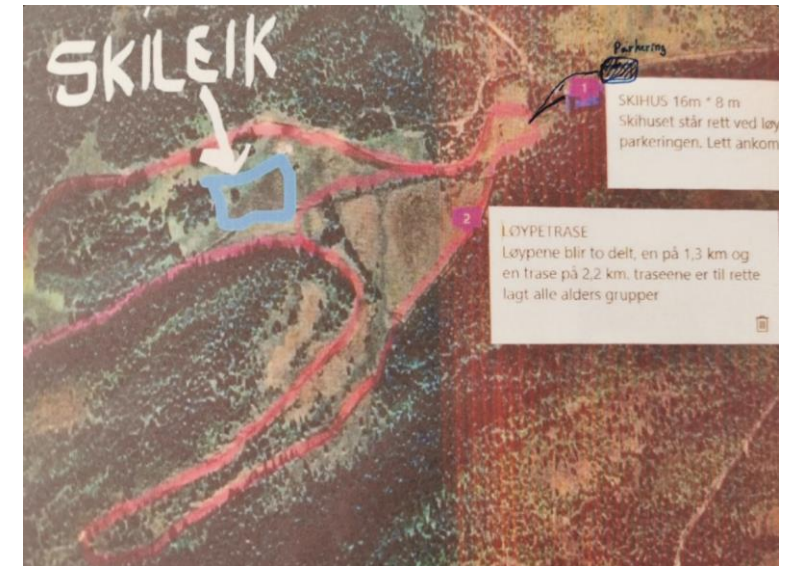 SKILEIK
Parkering
1
SKIHUS 16m * 8 m
Skihuset står rett ved løy
parkeringen. Lett ankom
2
LØYPETRASE
Løypene blir to delt, en på 1,3 km og
en trase på 2,2 km. traseene er til rette
lagt alle alders grupper